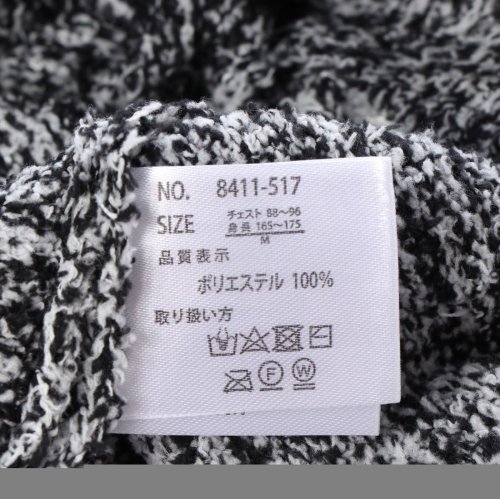 NO. 8411-517
SIZE チェスト 88〜96
身長 165〜175
M
品質表示
ポリエステル 100%
取り扱い方
F W